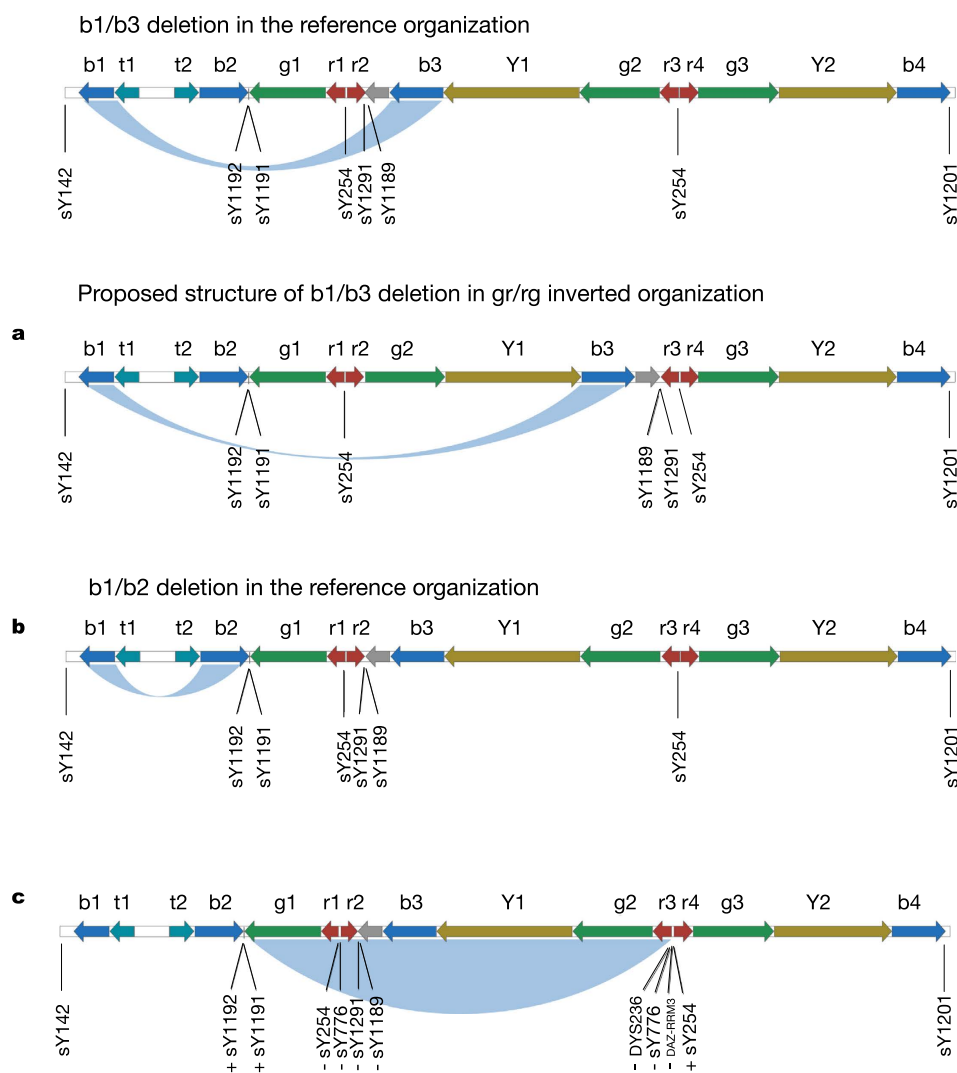 b1/b3 deletion in the reference organization
b1 t1 t2 b2 g1 r1 r2 b3 Y1 g2 r3 r4 g3 Y2 b4
sY142 sY1192 sY1191 sY254 sY1291 sY1189 sY254 sY1201
Proposed structure of b1/b3 deletion in gr/rg inverted organization
a
b1 t1 t2 b2 g1 r1 r2 g2 Y1 b3 r3 r4 g3 Y2 b4
sY142 sY1192 sY1191 sY254 sY1189 sY1291 sY254 sY1201
b1/b2 deletion in the reference organization
b
b1 t1 t2 b2 g1 r1 r2 b3 Y1 g2 r3 r4 g3 Y2 b4
sY142 sY1192 sY1191 sY254 sY1291 sY1189 sY254 sY1201
c
b1 t1 t2 b2 g1 r1 r2 b3 Y1 g2 r3 r4 g3 Y2 b4
sY142 + sY1192 + sY1191 - sY254 - sY776 - sY1291 - sY1189 - DYS236 - sY776 - DAZ-RRM3 + sY254 sY1201